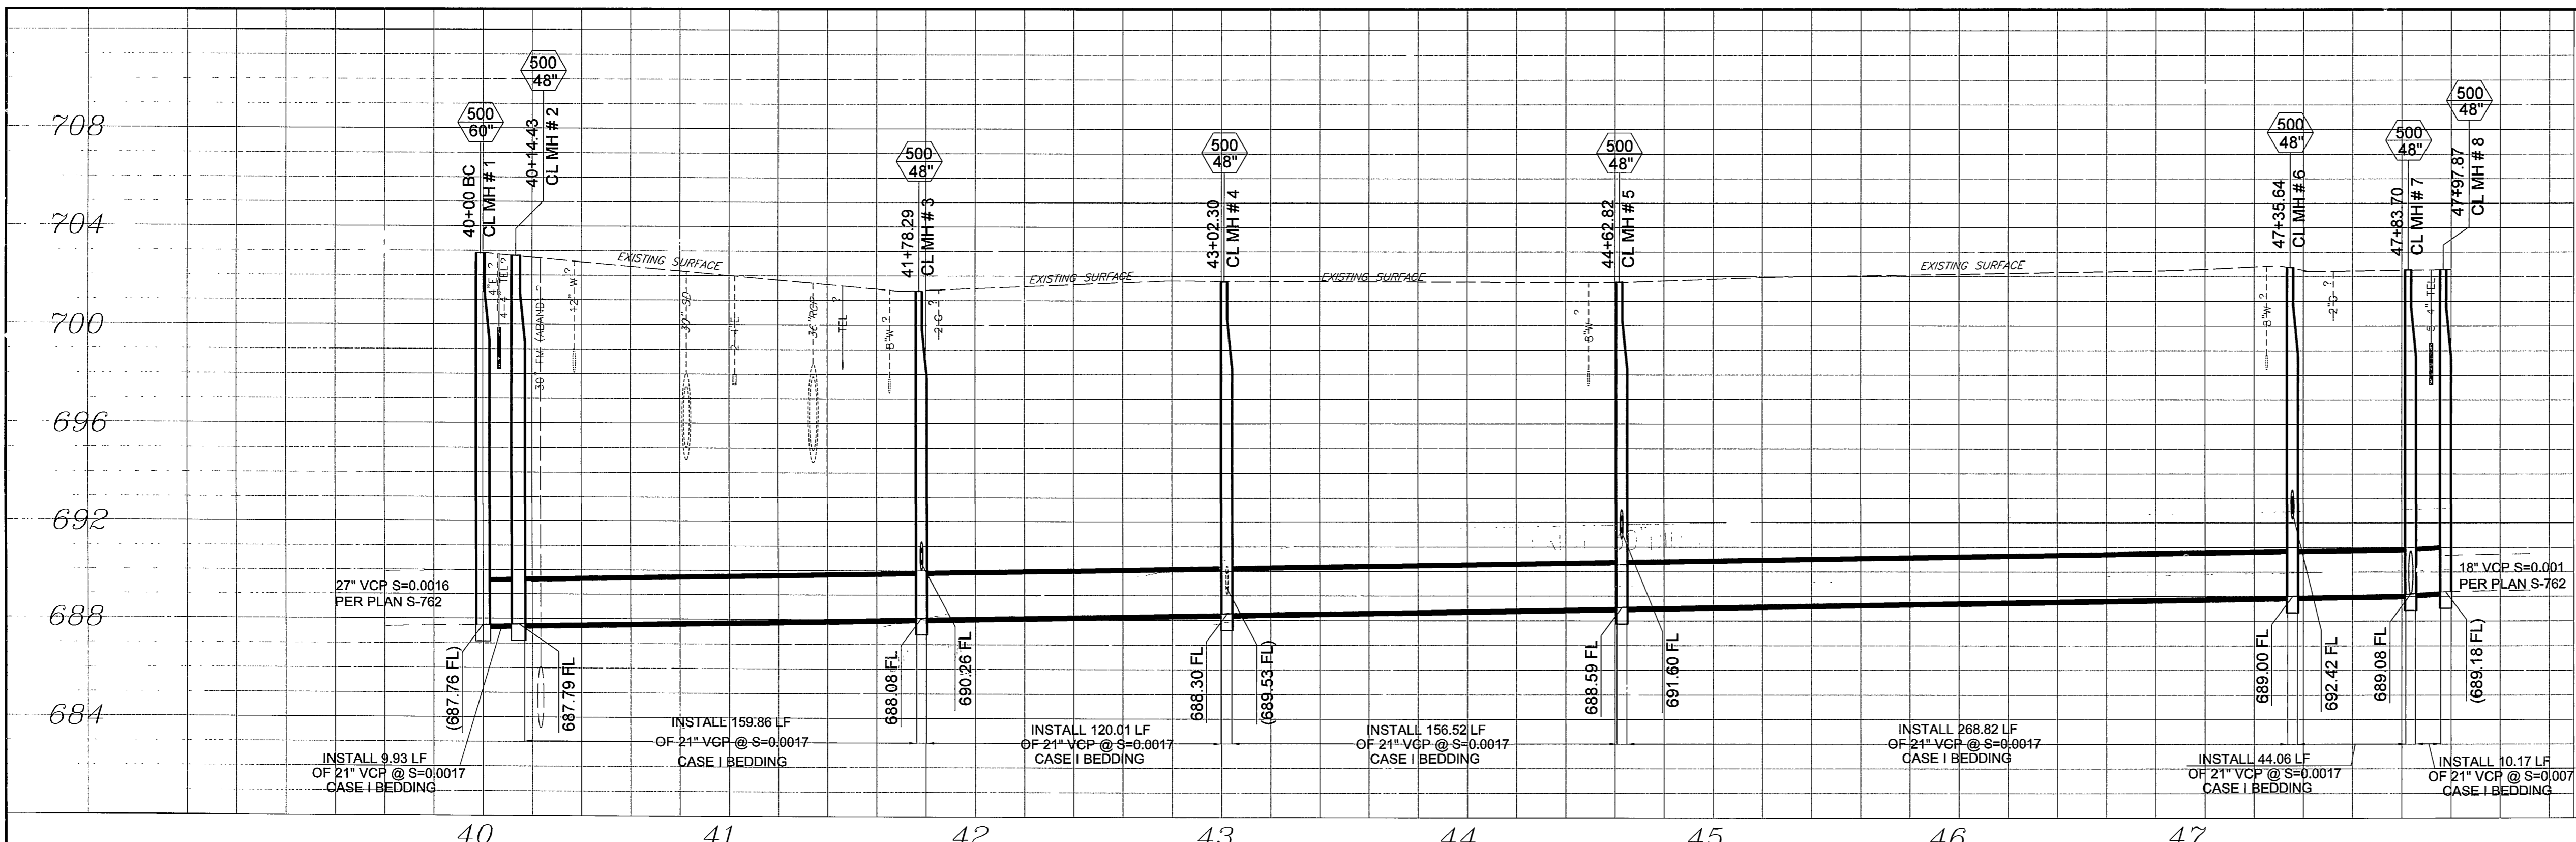 708
704
700
696
692
688
684
500
60"
40+00 BC
CL MH # 1
500
48"
40+14.43
CL MH # 2
500
48"
41+78.29
CL MH # 3
500
48"
43+02.30
CL MH # 4
500
48"
44+62.82
CL MH # 5
500
48"
47+35.64
CL MH # 6
500
48"
47+83.70
CL MH # 7
500
48"
47+97.87
CL MH # 8
EXISTING SURFACE
EXISTING SURFACE
EXISTING SURFACE
EXISTING SURFACE
4"E ?
4-4" TEL?
30" FM (ABAND) ?
12" W ?
30" SD
2-4"E
36"RCP
TEL ?
8"W ?
2"G ?
8"W ?
8"W ?
2"G ?
5-4" TEL
27" VCP S=0.0016
PER PLAN S-762
18" VCP S=0.001
PER PLAN S-762
(687.76 FL)
687.79 FL
688.08 FL
690.26 FL
688.30 FL
(689.53 FL)
688.59 FL
691.60 FL
689.00 FL
692.42 FL
689.08 FL
(689.18 FL)
INSTALL 9.93 LF
OF 21" VCP @ S=0.0017
CASE I BEDDING
INSTALL 159.86 LF
OF 21" VCP @ S=0.0017
CASE I BEDDING
INSTALL 120.01 LF
OF 21" VCP @ S=0.0017
CASE I BEDDING
INSTALL 156.52 LF
OF 21" VCP @ S=0.0017
CASE I BEDDING
INSTALL 268.82 LF
OF 21" VCP @ S=0.0017
CASE I BEDDING
INSTALL 44.06 LF
OF 21" VCP @ S=0.0017
CASE I BEDDING
INSTALL 10.17 LF
OF 21" VCP @ S=0.007
CASE I BEDDING
40
41
42
43
44
45
46
47